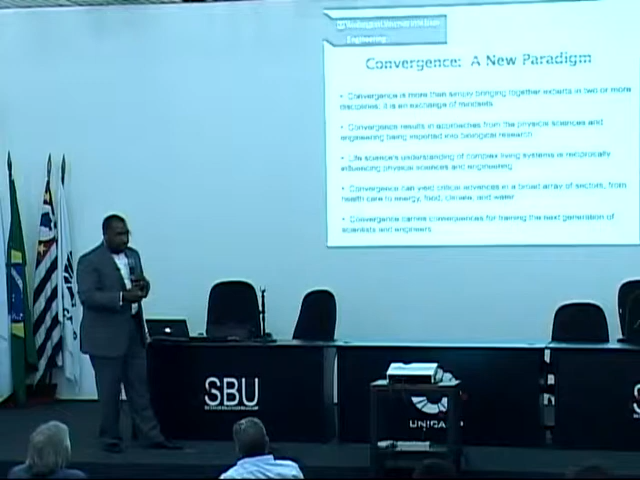 Engineering
Convergence: A New Paradigm
• Convergence is more than simply bringing together experts in two or more
disciplines; it is an exchange of mindsets
• Convergence results in approaches from the physical sciences and
engineering being imported into biological research
• Life science's understanding of complex living systems is reciprocally
influencing physical sciences and engineering
• Convergence can yield critical advances in a broad array of sectors, from
health care to energy, food, climate, and water
• Convergence carries consequences for training the next generation of
scientists and engineers
SBU